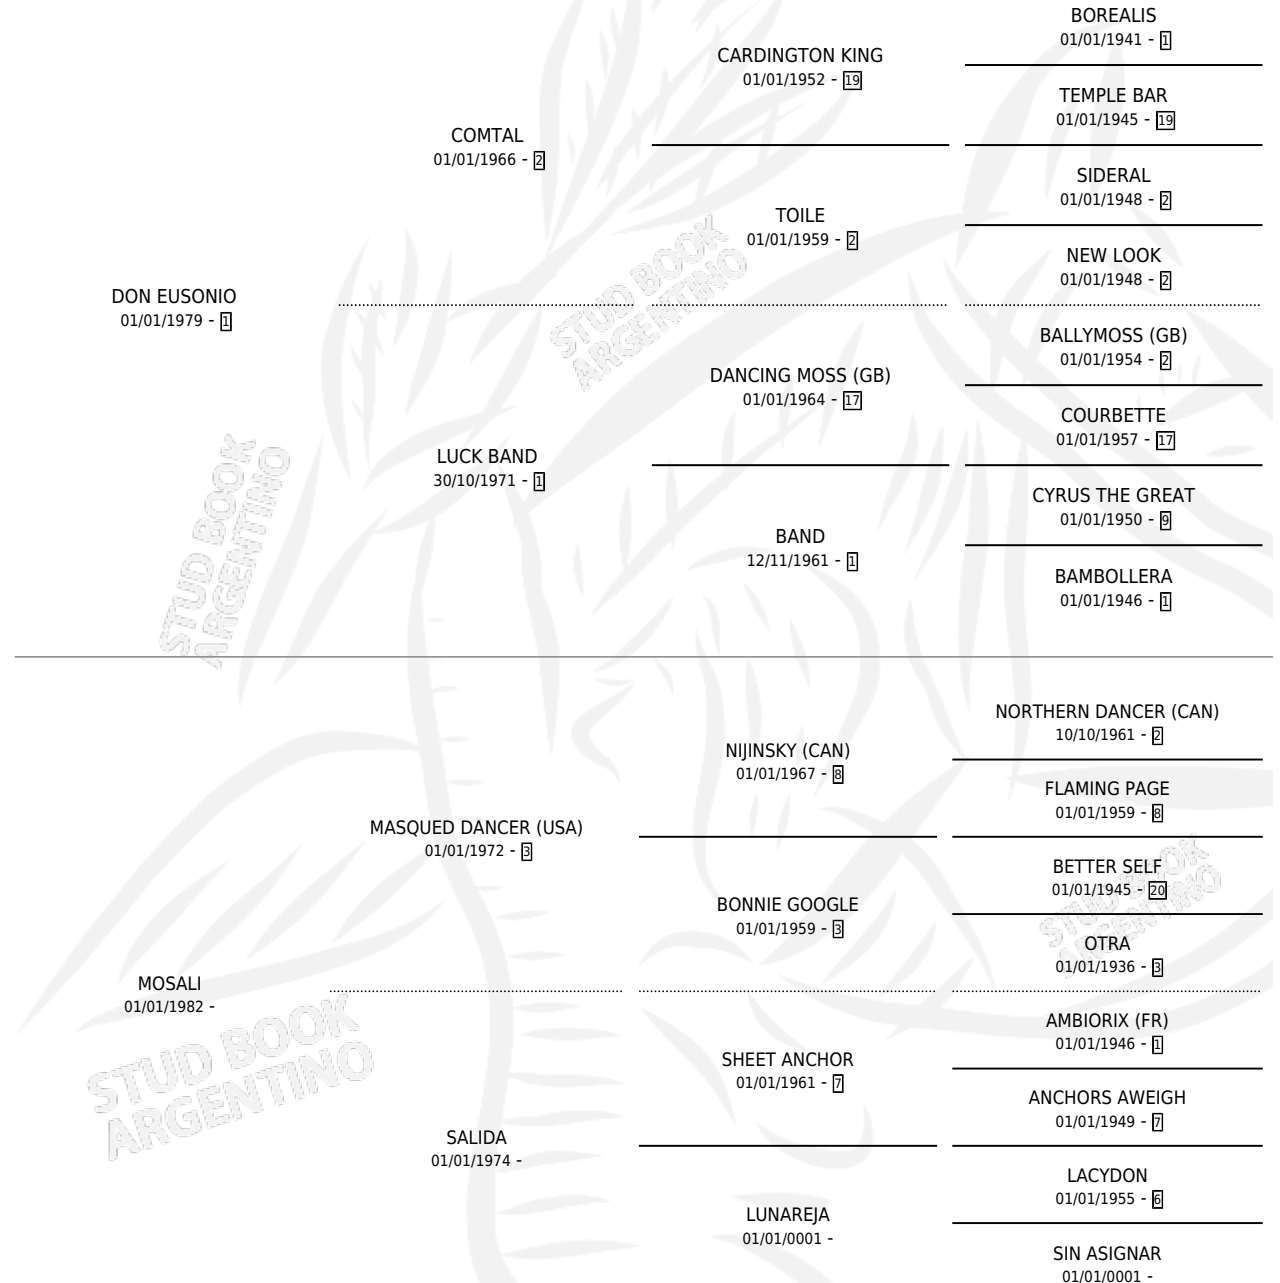 BOREALIS
01/01/1941 - 1
CARDINGTON KING
01/01/1952 - 19
TEMPLE BAR
01/01/1945 - 19
COMTAL
01/01/1966 - 2
SIDERAL
01/01/1948 - 2
TOILE
01/01/1959 - 2
NEW LOOK
01/01/1948 - 2
DON EUSONIO
01/01/1979 - 1
BALLYMOSS (GB)
01/01/1954 - 2
DANCING MOSS (GB)
01/01/1964 - 17
COURBETTE
01/01/1957 - 17
LUCK BAND
30/10/1971 - 1
CYRUS THE GREAT
01/01/1950 - 9
BAND
12/11/1961 - 1
BAMBOLLERA
01/01/1946 - 1
STUD BOOK
ARGENTINO
STUD BOOK
ARGENTINO
NORTHERN DANCER (CAN)
10/10/1961 - 2
NIJINSKY (CAN)
01/01/1967 - 8
FLAMING PAGE
01/01/1959 - 8
MASQUED DANCER (USA)
01/01/1972 - 3
BETTER SELF
01/01/1945 - 20
BONNIE GOOGLE
01/01/1959 - 3
OTRA
01/01/1936 - 3
MOSALI
01/01/1982 -
AMBIORIX (FR)
01/01/1946 - 1
SHEET ANCHOR
01/01/1961 - 7
ANCHORS AWEIGH
01/01/1949 - 7
SALIDA
01/01/1974 -
LACYDON
01/01/1955 - 6
LUNAREJA
01/01/0001 -
SIN ASIGNAR
01/01/0001 -
STUD BOOK
ARGENTINO
STUD BOOK
ARGENTINO